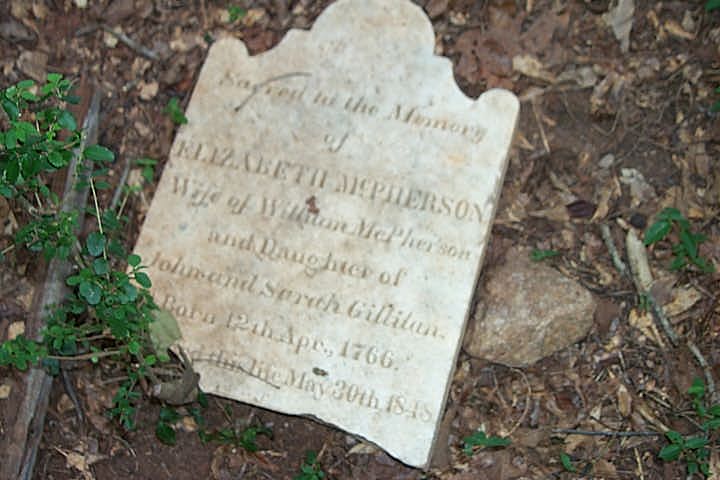 Sacred to the Memory
of
ELIZABETH McPHERSON
Wife of William McPherson
and Daughter of
John and Sarah Gillilan.
Born 12th Apr., 1766.
this life May 30th 1848